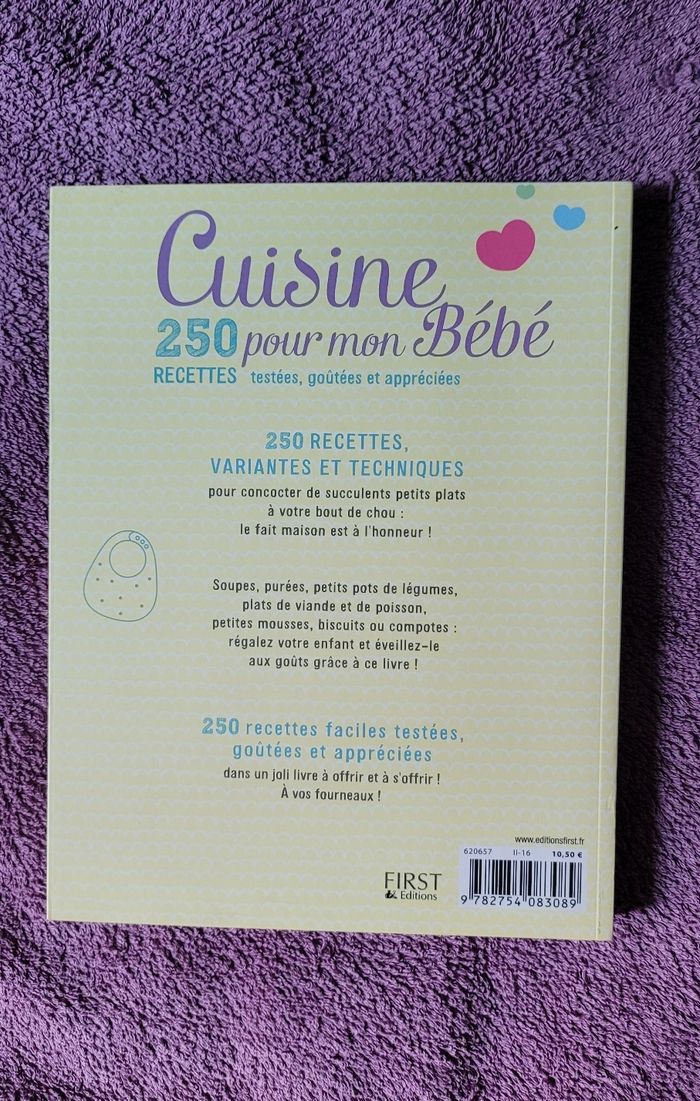 Cuisine
250 pour mon Bébé
RECETTES testées, goûtées et appréciées
250 RECETTES,
VARIANTES ET TECHNIQUES
pour concocter de succulents petits plats
à votre bout de chou :
le fait maison est à l'honneur !
Soupes, purées, petits pots de légumes,
plats de viande et de poisson,
petites mousses, biscuits ou compotes :
régalez votre enfant et éveillez-le
aux goûts grâce à ce livre !
250 recettes faciles testées,
goûtées et appréciées
dans un joli livre à offrir et à s'offrir !
À vos fourneaux !
www.editionsfirst.fr
620657 II-16 10,50 €
FIRST
& Editions
9 782754 083089